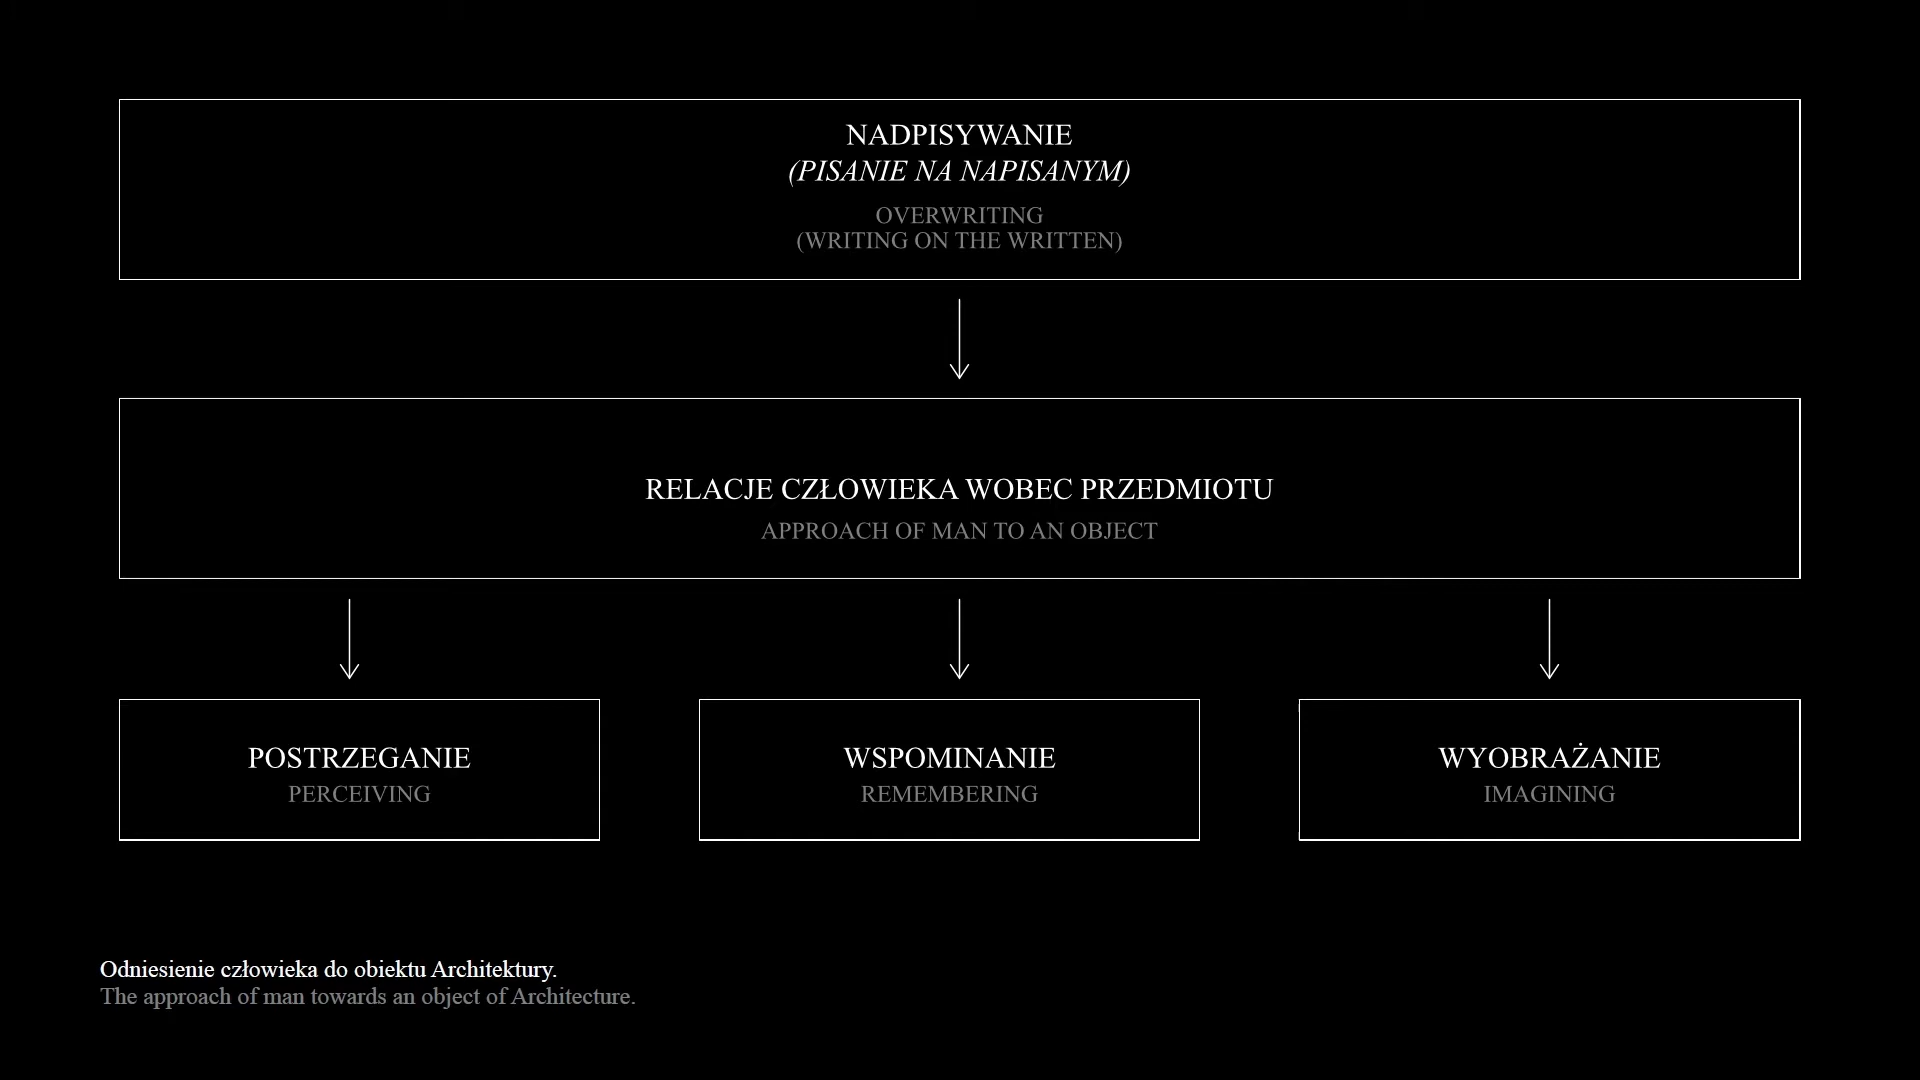 NADPISYWANIE
(PISANIE NA NAPISANYM)
OVERWRITING
(WRITING ON THE WRITTEN)
RELACJE CZŁOWIEKA WOBEC PRZEDMIOTU
APPROACH OF MAN TO AN OBJECT
POSTRZEGANIE
PERCEIVING
WSPOMINANIE
REMEMBERING
WYOBRAŻANIE
IMAGINING
Odniesienie człowieka do obiektu Architektury.
The approach of man towards an object of Architecture.